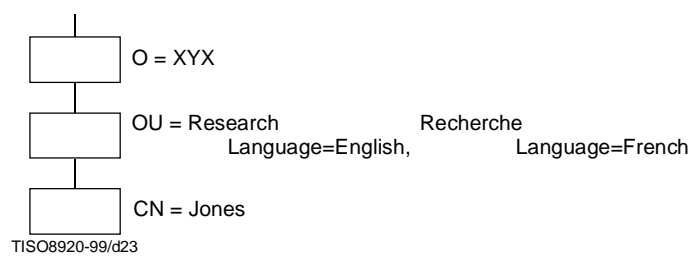 O = XYX
OU = Research Recherche
Language=English, Language=French
CN = Jones
TISO8920-99/d23